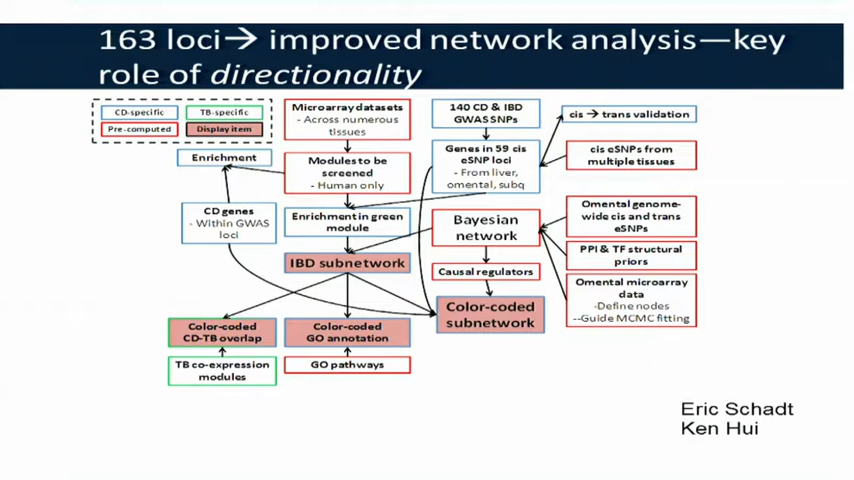 163 loci→ improved network analysis—key
role of directionality
CD-specific
TB-specific
Pre-computed
Display item
Microarray datasets
- Across numerous
tissues
140 CD & IBD
GWAS SNPs
cis → trans validation
Enrichment
Modules to be
screened
- Human only
Genes in 59 cis
eSNP loci
- From liver,
omental, subq
cis eSNPs from
multiple tissues
CD genes
- Within GWAS
loci
Enrichment in green
module
Bayesian
network
Omental genome-
wide cis and trans
eSNPs
PPI & TF structural
priors
IBD subnetwork
Causal regulators
Omental microarray
data
-Define nodes
--Guide MCMC fitting
Color-coded
CD-TB overlap
Color-coded
GO annotation
Color-coded
subnetwork
TB co-expression
modules
GO pathways
Eric Schadt
Ken Hui